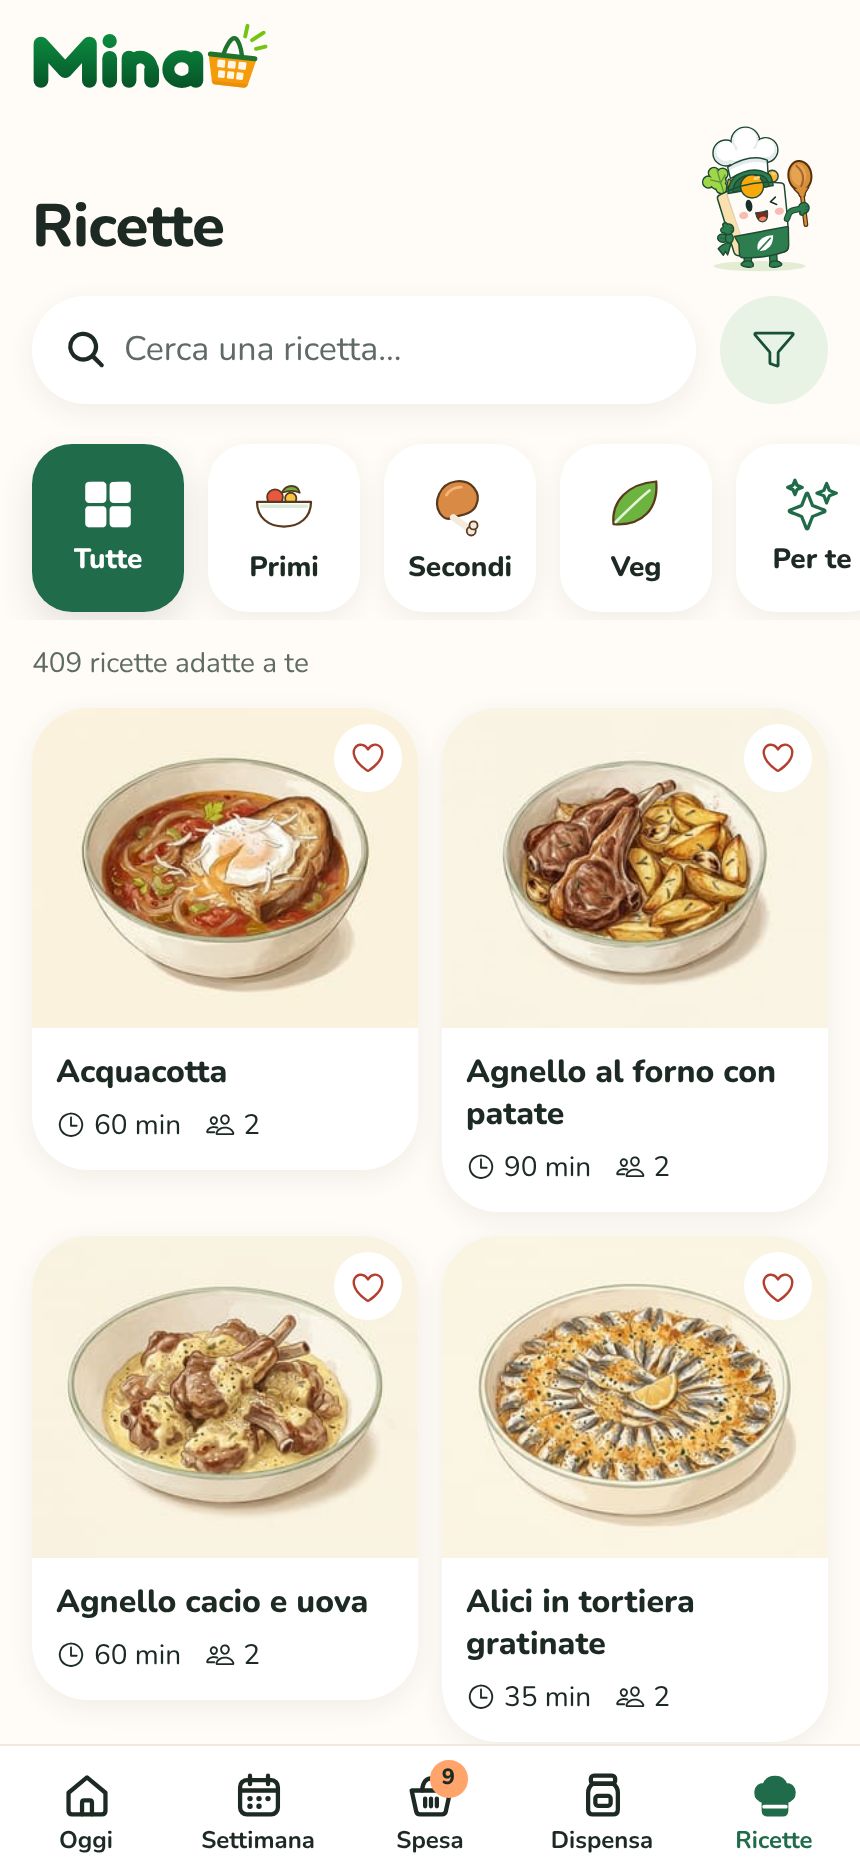 Mina
Ricette
Cerca una ricetta...
Tutte
Primi
Secondi
Veg
Per te
409 ricette adatte a te
Acquacotta
60 min 2
Agnello al forno con
patate
90 min 2
Agnello cacio e uova
60 min 2
Alici in tortiera
gratinate
35 min 2
9
Oggi
Settimana
Spesa
Dispensa
Ricette